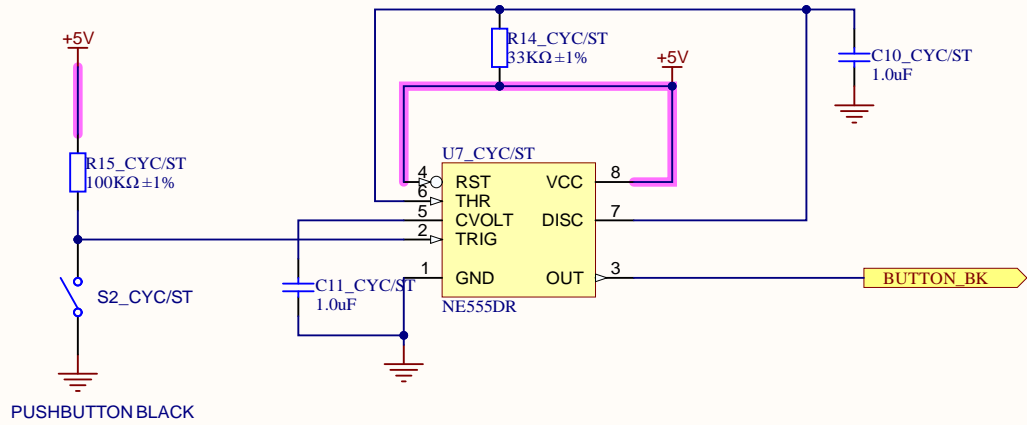 +5V
R14_CYC/ST
33KΩ ±1%
+5V
C10_CYC/ST
1.0uF
R15_CYC/ST
100KΩ ±1%
U7_CYC/ST
4
RST
VCC
8
6
THR
5
CVOLT
DISC
7
2
TRIG
1
GND
OUT
3
BUTTON_BK
C11_CYC/ST
1.0uF
NE555DR
S2_CYC/ST
PUSHBUTTON BLACK